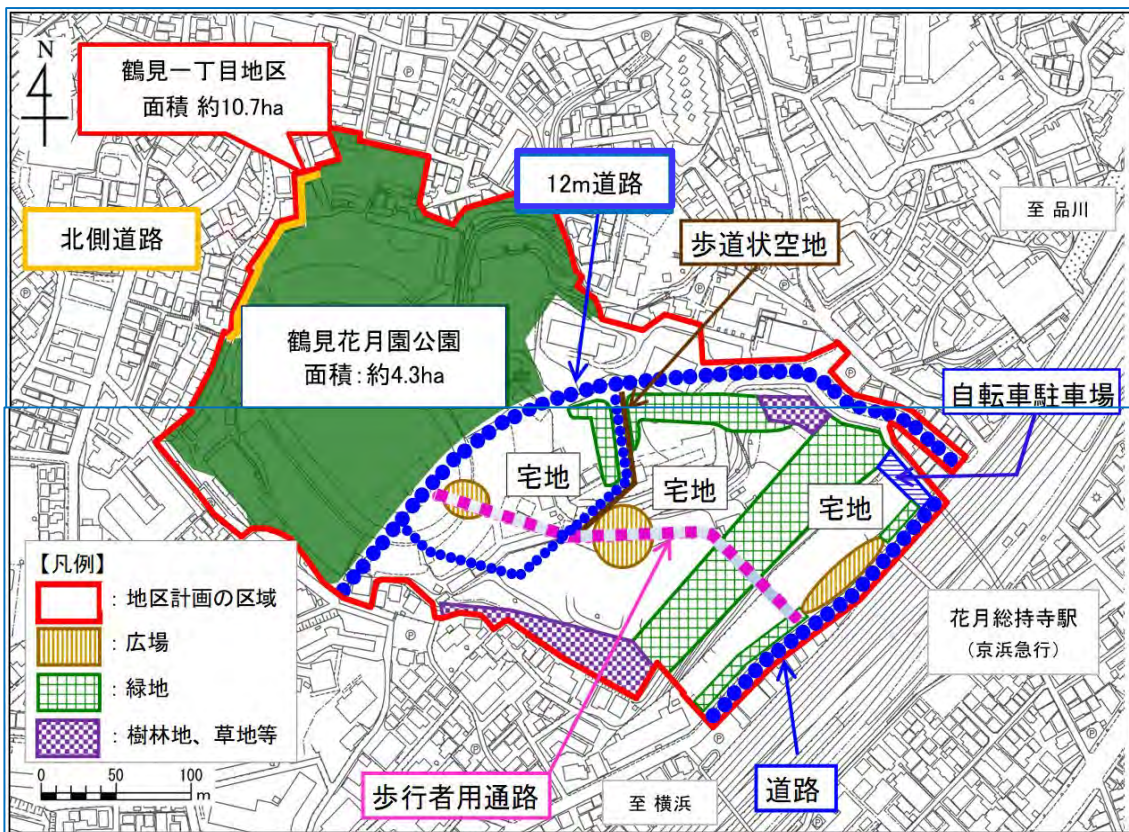 N
鶴見一丁目地区
面積 約10.7ha
12m道路
至 品川
北側道路
歩道状空地
鶴見花月園公園
面積：約4.3ha
自転車駐車場
宅地
宅地
宅地
【凡例】
：地区計画の区域
：広場
：緑地
：樹林地、草地等
0 50 100
m
花月総持寺駅
（京浜急行）
歩行者用通路
至 横浜
道路